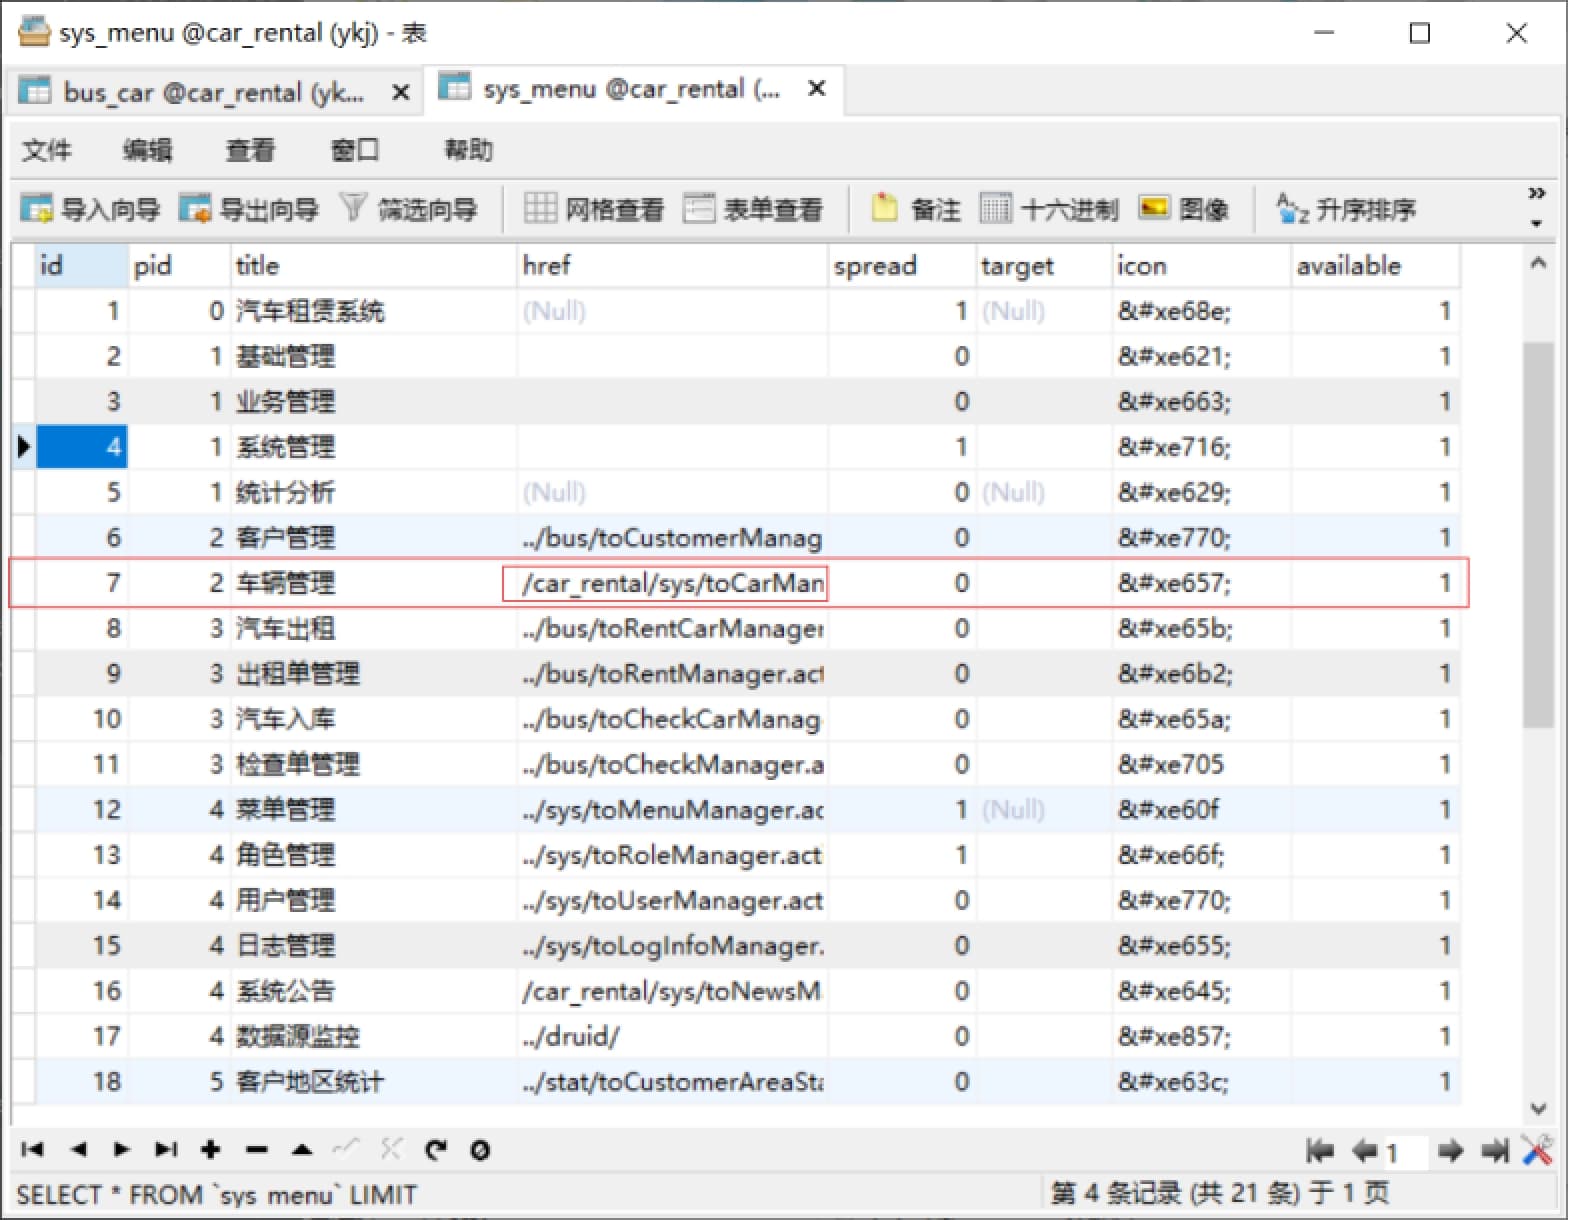 sys_menu @car_rental (ykj) - 表
bus_car @car_rental (yk... sys_menu @car_rental (...
文件 编辑 查看 窗口 帮助
导入向导 导出向导 筛选向导 网格查看 表单查看 备注 十六进制 图像 升序排序
id pid title href spread target icon available
1 0 汽车租赁系统 (Null) 1 (Null) &#xe68e; 1
2 1 基础管理 0 &#xe621; 1
3 1 业务管理 0 &#xe663; 1
4 1 系统管理 1 &#xe716; 1
5 1 统计分析 (Null) 0 (Null) &#xe629; 1
6 2 客户管理 ../bus/toCustomerManag 0 &#xe770; 1
7 2 车辆管理 /car_rental/sys/toCarMan 0 &#xe657; 1
8 3 汽车出租 ../bus/toRentCarManager 0 &#xe65b; 1
9 3 出租单管理 ../bus/toRentManager.act 0 &#xe6b2; 1
10 3 汽车入库 ../bus/toCheckCarManag 0 &#xe65a; 1
11 3 检查单管理 ../bus/toCheckManager.a 0 &#xe705 1
12 4 菜单管理 ../sys/toMenuManager.ac 1 (Null) &#xe60f 1
13 4 角色管理 ../sys/toRoleManager.act 1 &#xe66f; 1
14 4 用户管理 ../sys/toUserManager.act 0 &#xe770; 1
15 4 日志管理 ../sys/toLogInfoManager. 0 &#xe655; 1
16 4 系统公告 /car_rental/sys/toNewsM 0 &#xe645; 1
17 4 数据源监控 ../druid/ 0 &#xe857; 1
18 5 客户地区统计 ../stat/toCustomerAreaSta 0 &#xe63c; 1
1
SELECT * FROM `sys_menu` LIMIT 第 4 条记录 (共 21 条) 于 1 页